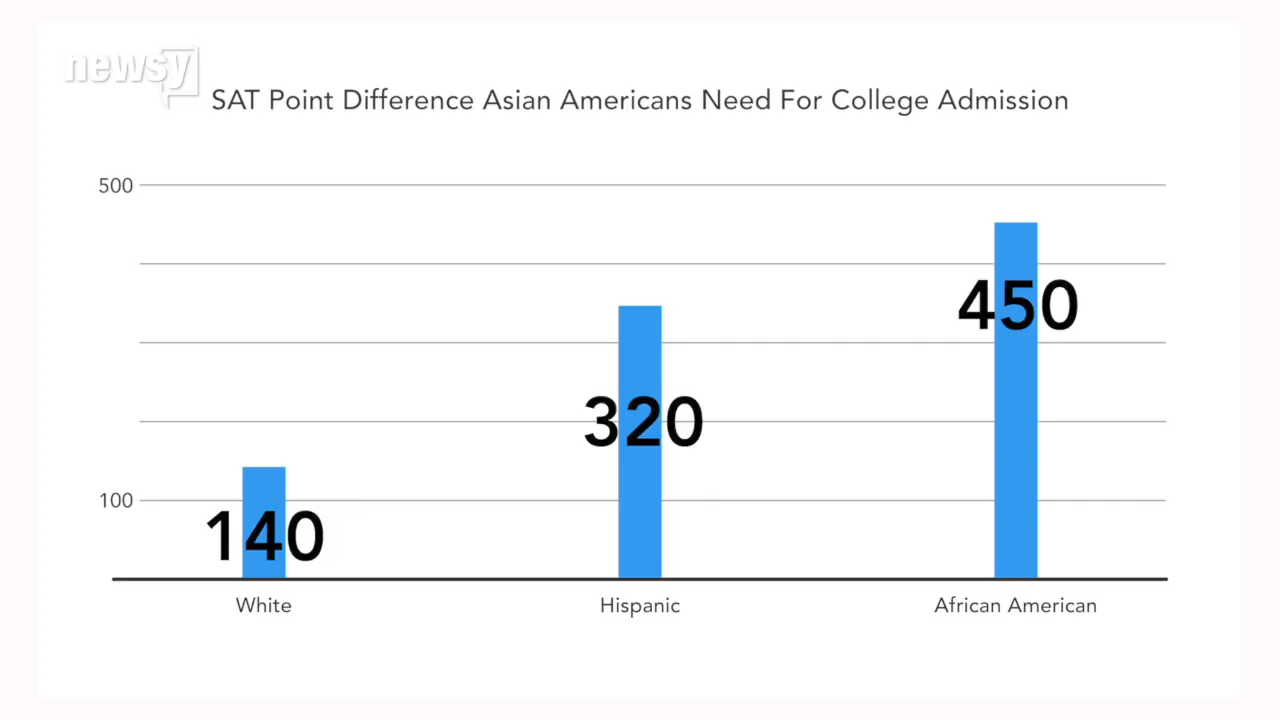 newsy
SAT Point Difference Asian Americans Need For College Admission
500
450
320
100
140
White Hispanic African American